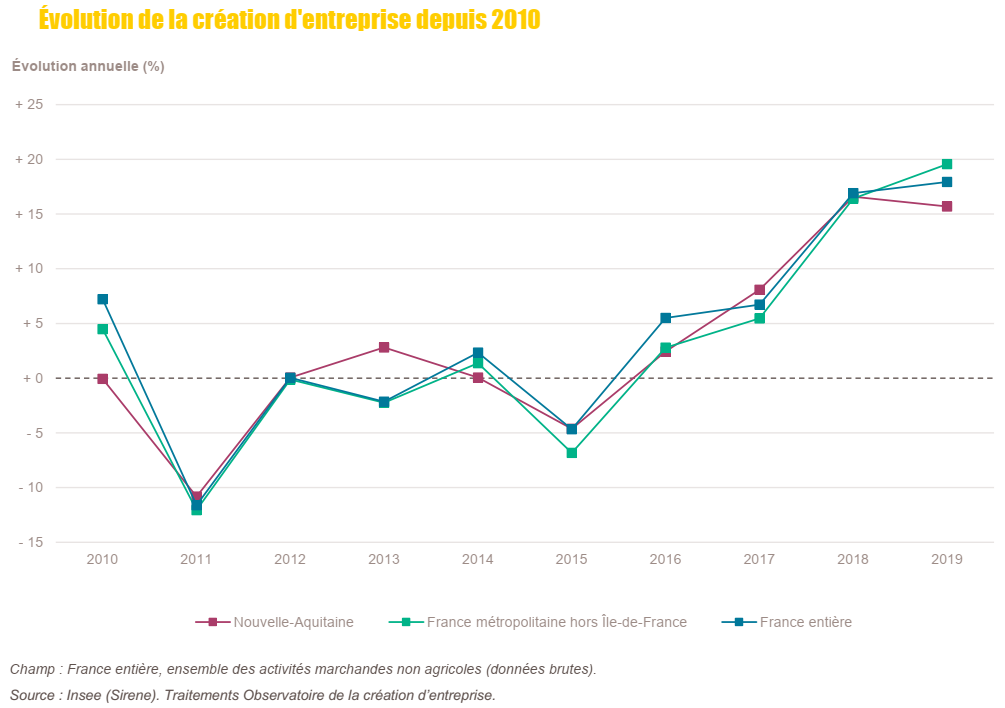 Évolution de la création d'entreprise depuis 2010
Évolution annuelle (%)
+ 25
+ 20
+ 15
+ 10
+ 5
+ 0
- 5
- 10
- 15
2010 2011 2012 2013 2014 2015 2016 2017 2018 2019
Nouvelle-Aquitaine France métropolitaine hors Île-de-France France entière
Champ : France entière, ensemble des activités marchandes non agricoles (données brutes).
Source : Insee (Sirene). Traitements Observatoire de la création d’entreprise.